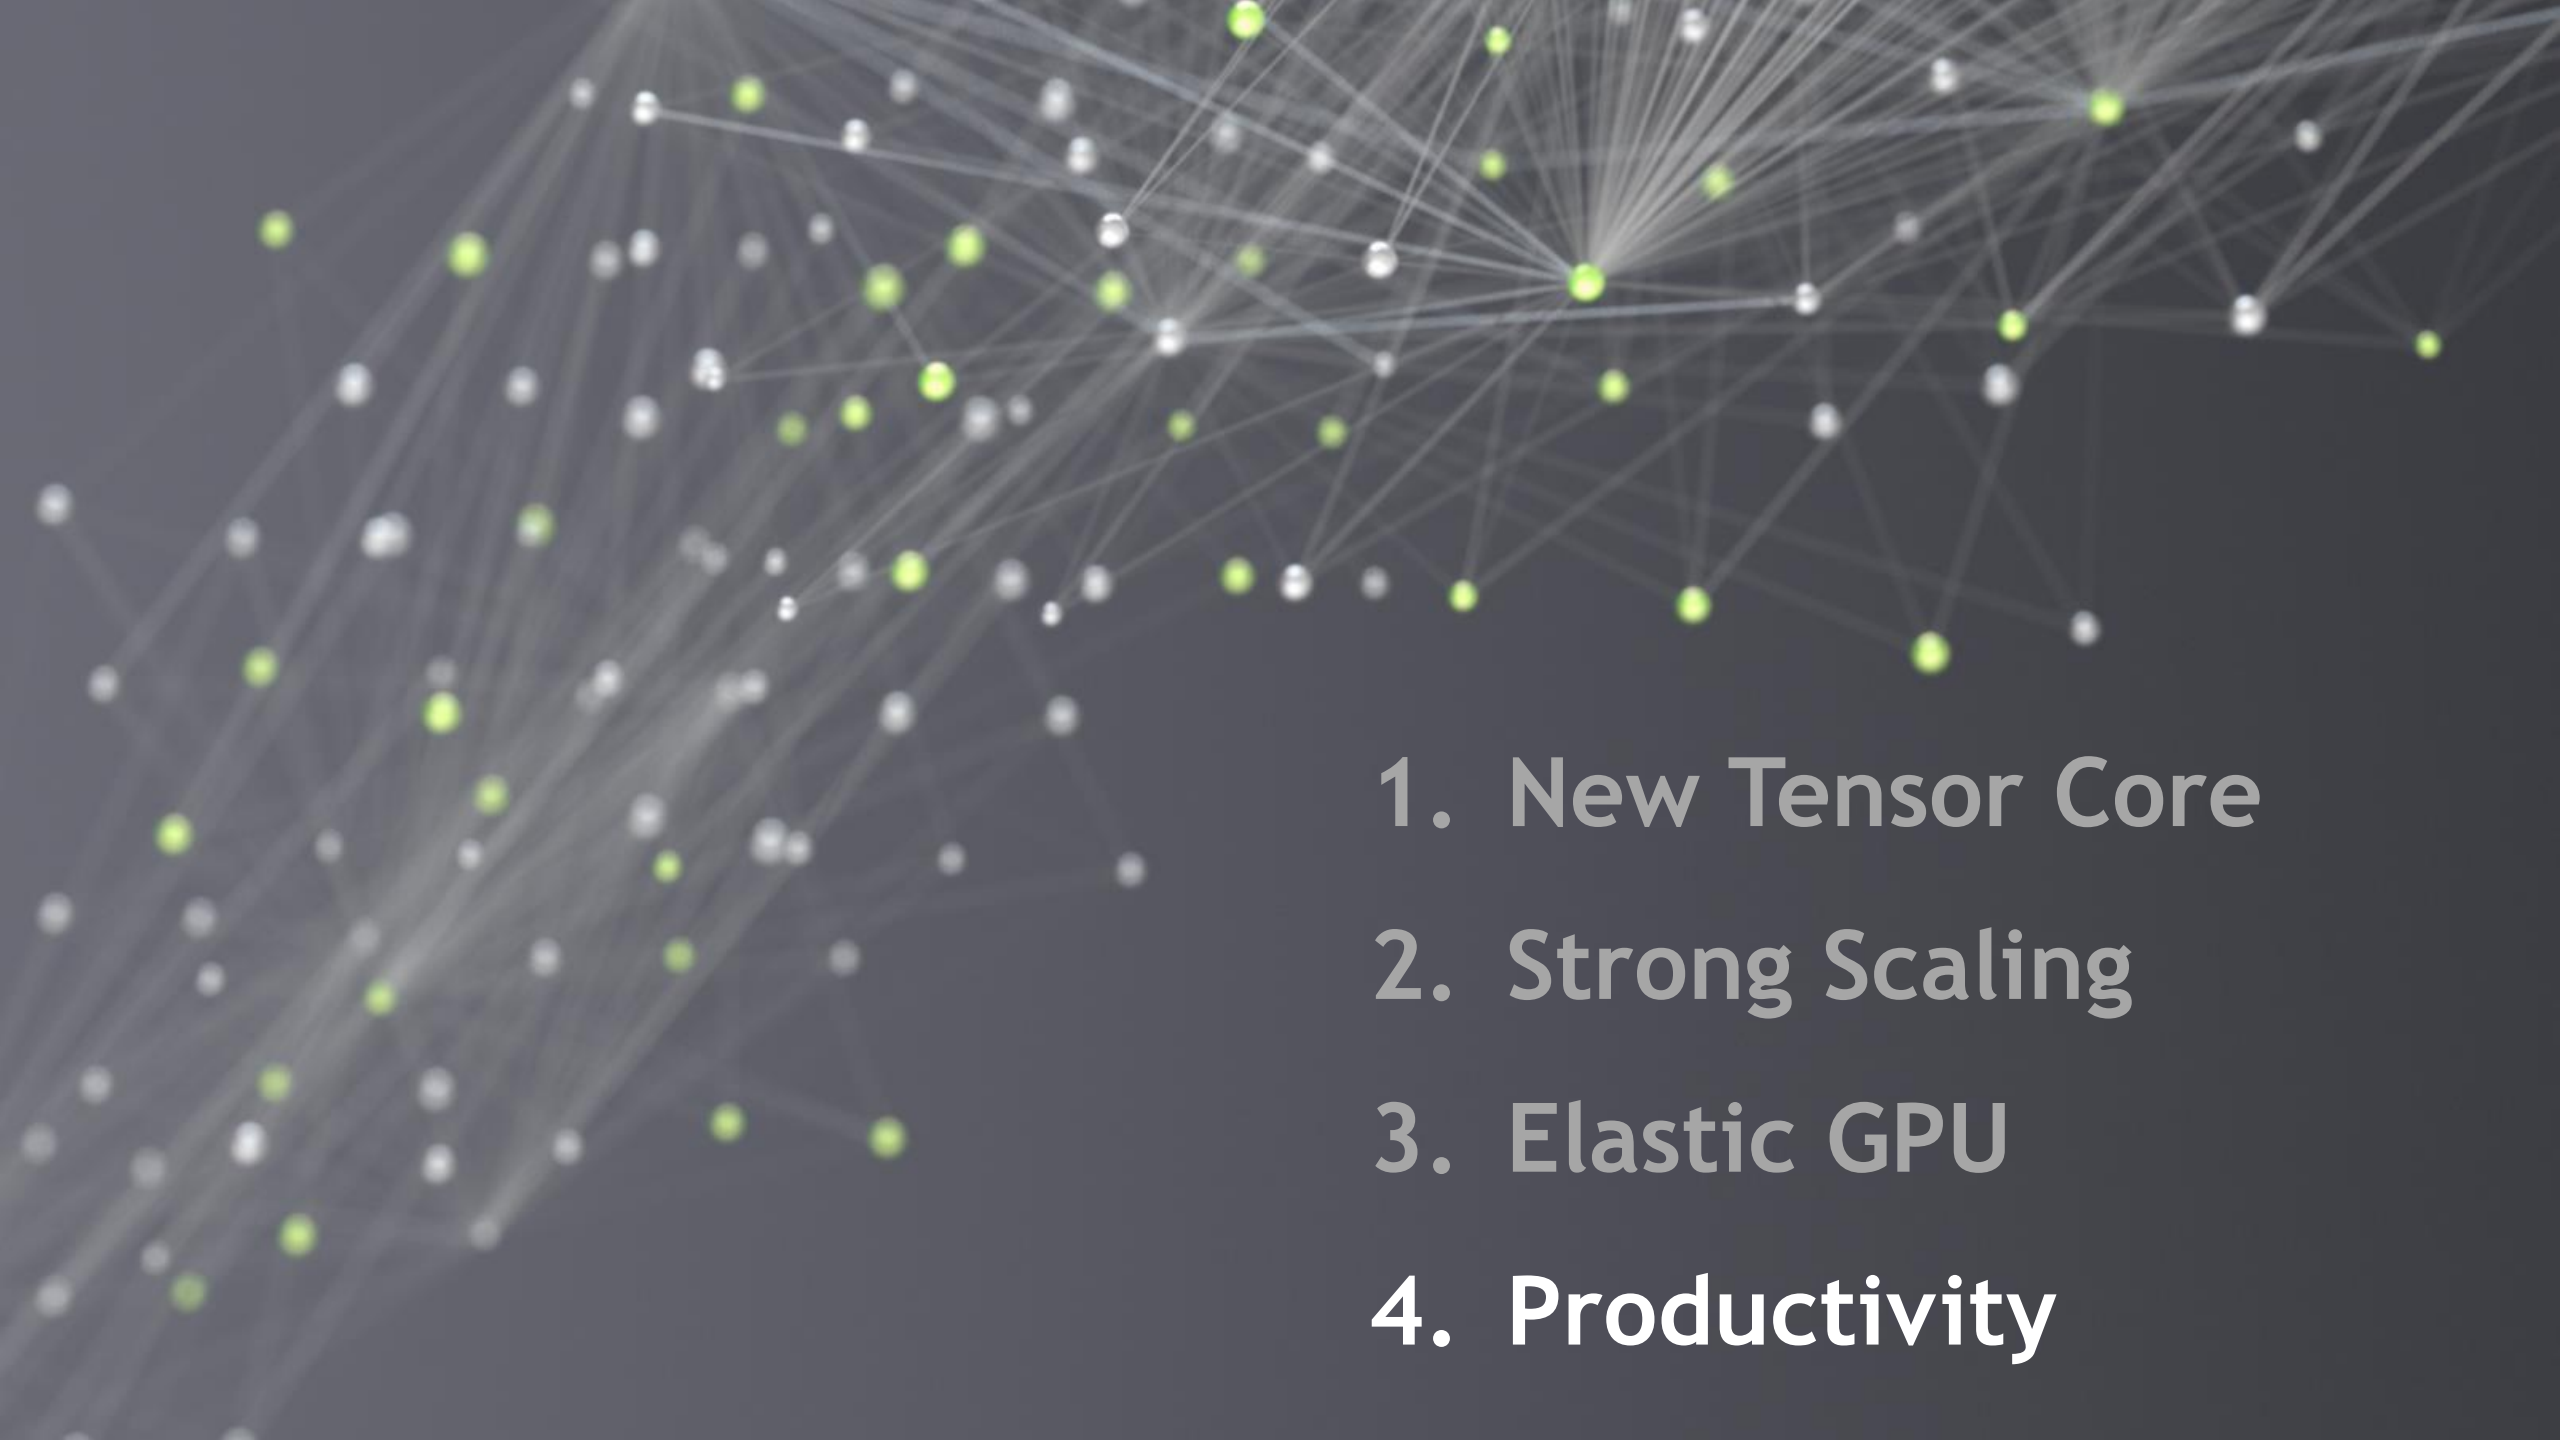 1. New Tensor Core
2. Strong Scaling
3. Elastic GPU
4. Productivity